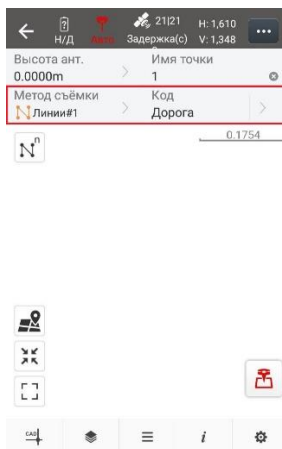 21|21 H: 1,610
Н/Д Авто Задержка(с) V: 1,348
Высота ант. Имя точки
0.0000m 1
Метод съёмки Код
Линии#1 Дорога
0.1754
N n
CAD
i